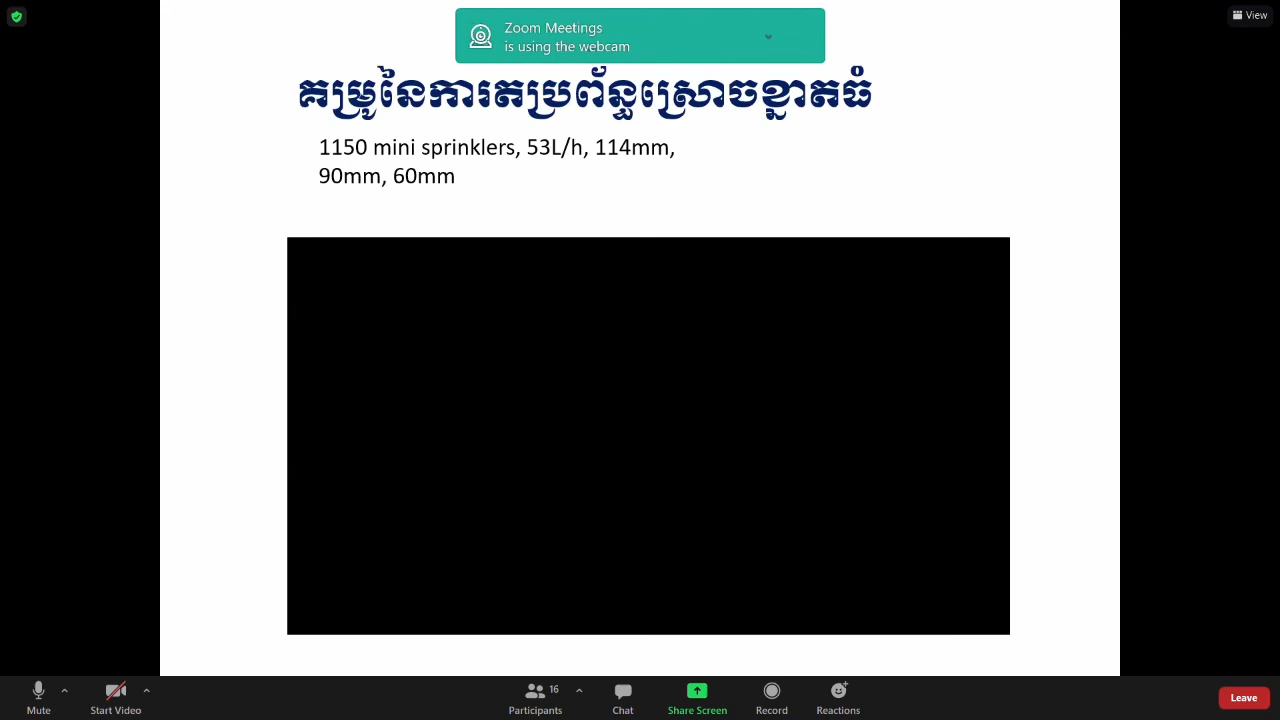 View
Zoom Meetings
is using the webcam
គម្រូនៃការតប្រព័ន្ធស្រោចខ្នាតធំ
1150 mini sprinklers, 53L/h, 114mm,
90mm, 60mm
Mute
Start Video
16
Participants
Chat
Share Screen
Record
Reactions
Leave